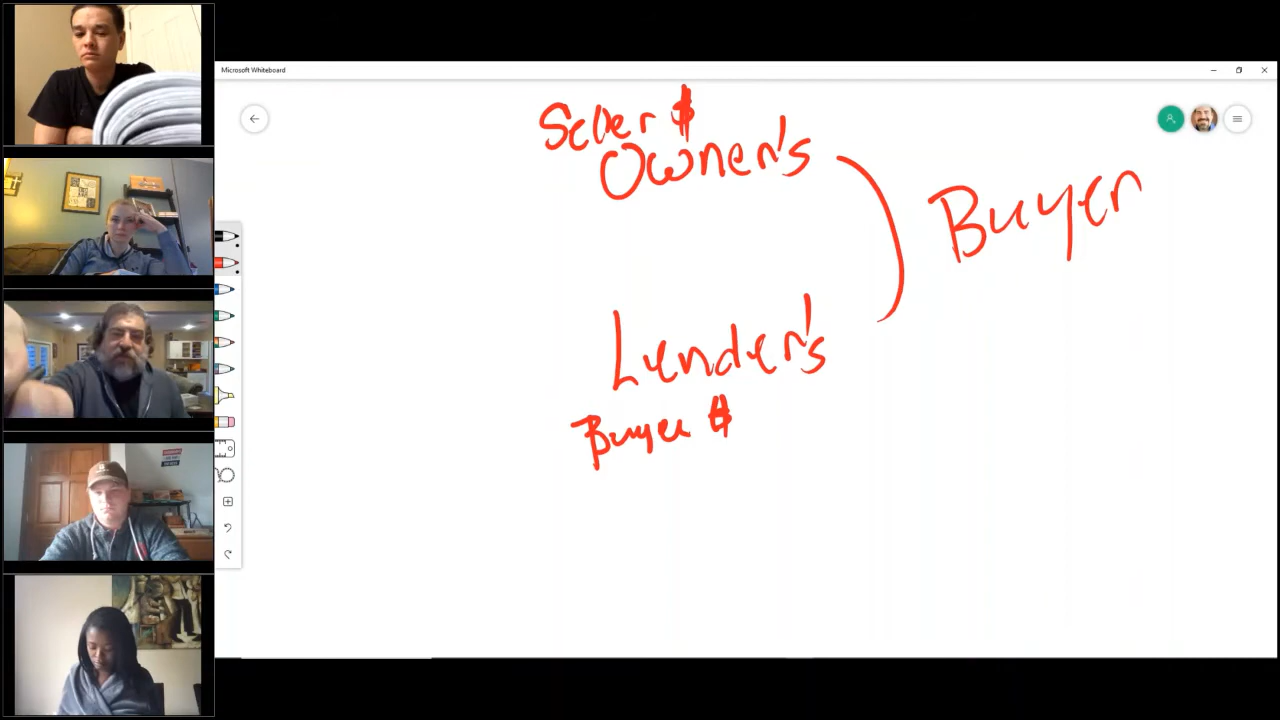 Microsoft Whiteboard
Seller $
Owner's
Buyer
Lender's
Buyer $